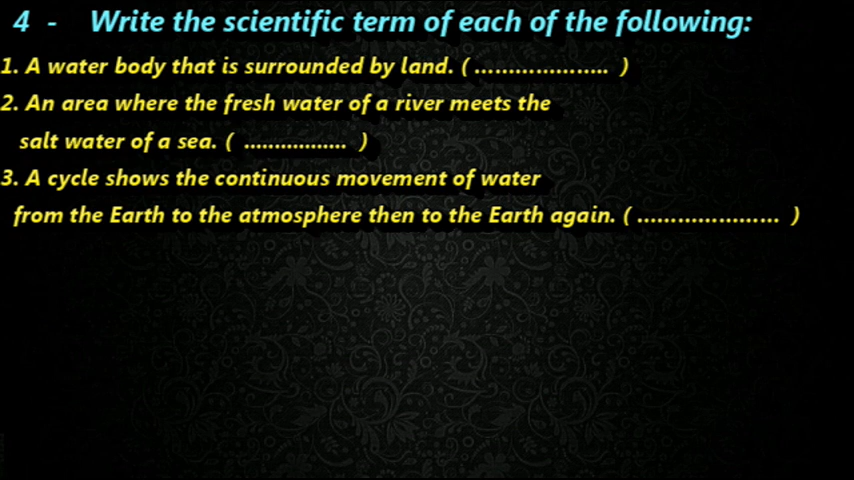 4 - Write the scientific term of each of the following:
1. A water body that is surrounded by land. ( .................... )
2. An area where the fresh water of a river meets the
salt water of a sea. ( ................. )
3. A cycle shows the continuous movement of water
from the Earth to the atmosphere then to the Earth again. ( ..................... )